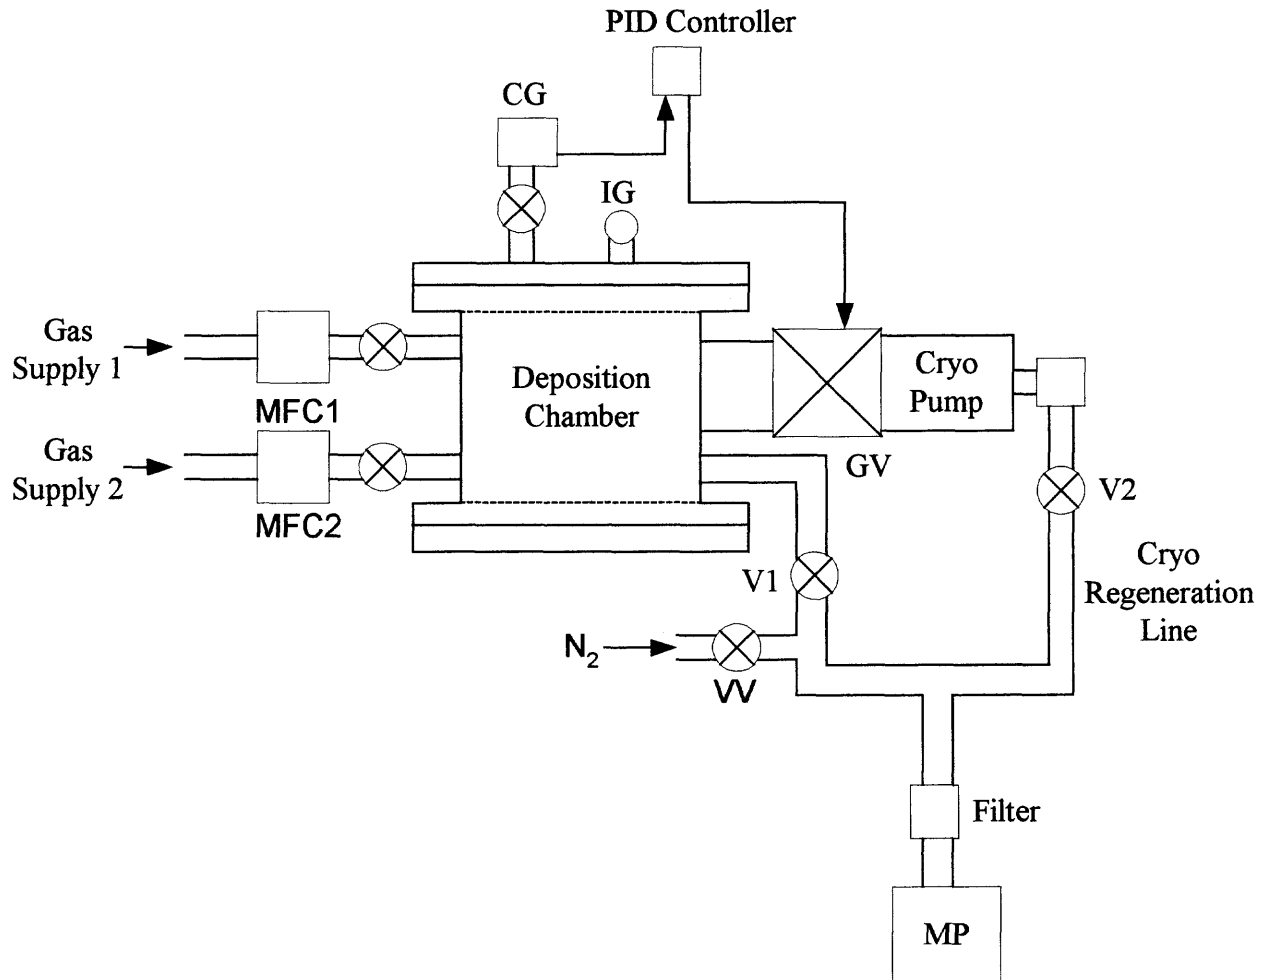 PID Controller
CG
IG
Gas
Supply 1
MFC1
Deposition
Chamber
Cryo
Pump
GV
Gas
Supply 2
MFC2
V2
V1
Cryo
Regeneration
Line
N2
VV
Filter
MP